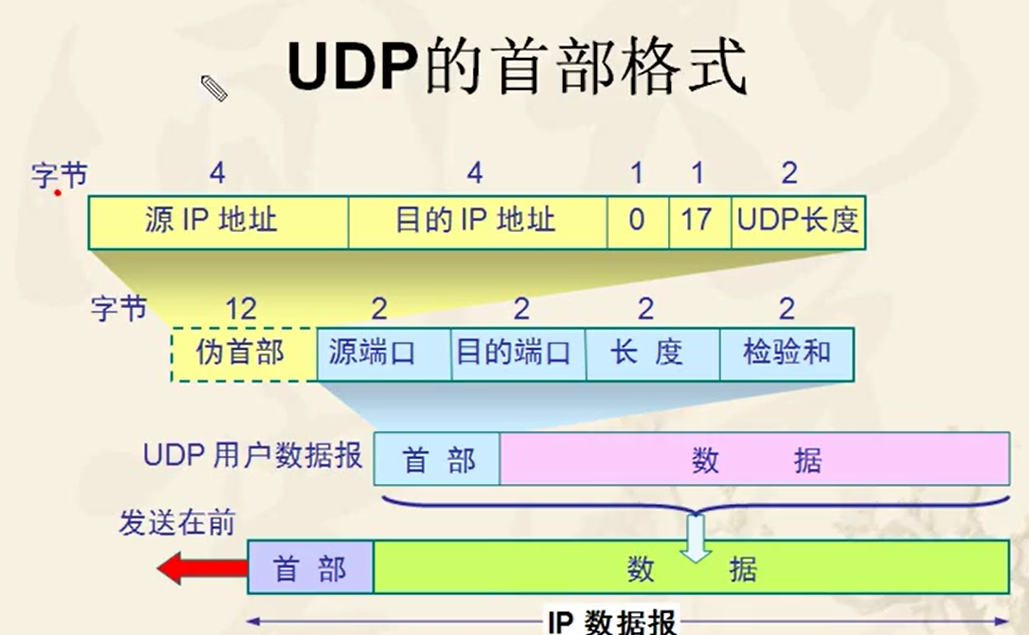 UDP的首部格式
字节 4 4 1 1 2
源 IP 地址 目的 IP 地址 0 17 UDP长度
字节 12 2 2 2 2
伪首部 源端口 目的端口 长 度 检验和
UDP 用户数据报 首 部 数 据
发送在前
首 部 数 据
IP 数据报